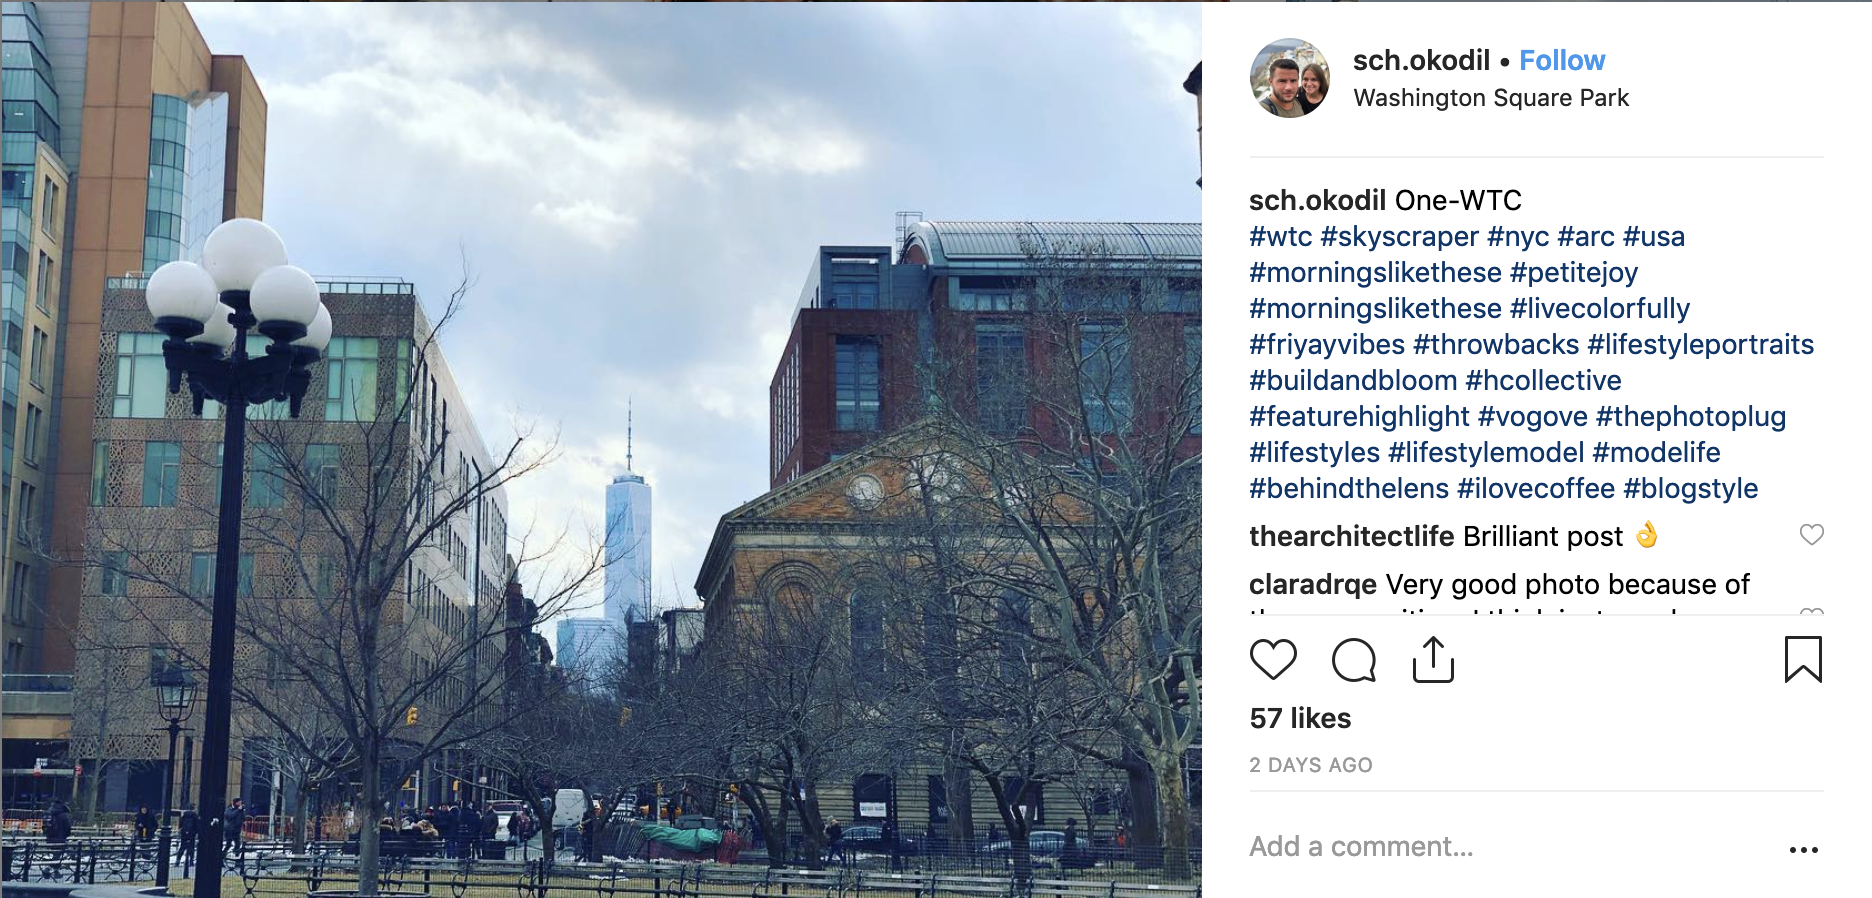 sch.okodil • Follow
Washington Square Park
sch.okodil One-WTC
#wtc #skyscraper #nyc #arc #usa
#morningslikethese #petitejoy
#morningslikethese #livecolorfully
#friyayvibes #throwbacks #lifestyleportraits
#buildandbloom #hcollective
#featurehighlight #vogove #thephotoplug
#lifestyles #lifestylemodel #modelife
#behindthelens #ilovecoffee #blogstyle
thearchitectlife Brilliant post 👌
claradrqe Very good photo because of
57 likes
2 DAYS AGO
Add a comment...